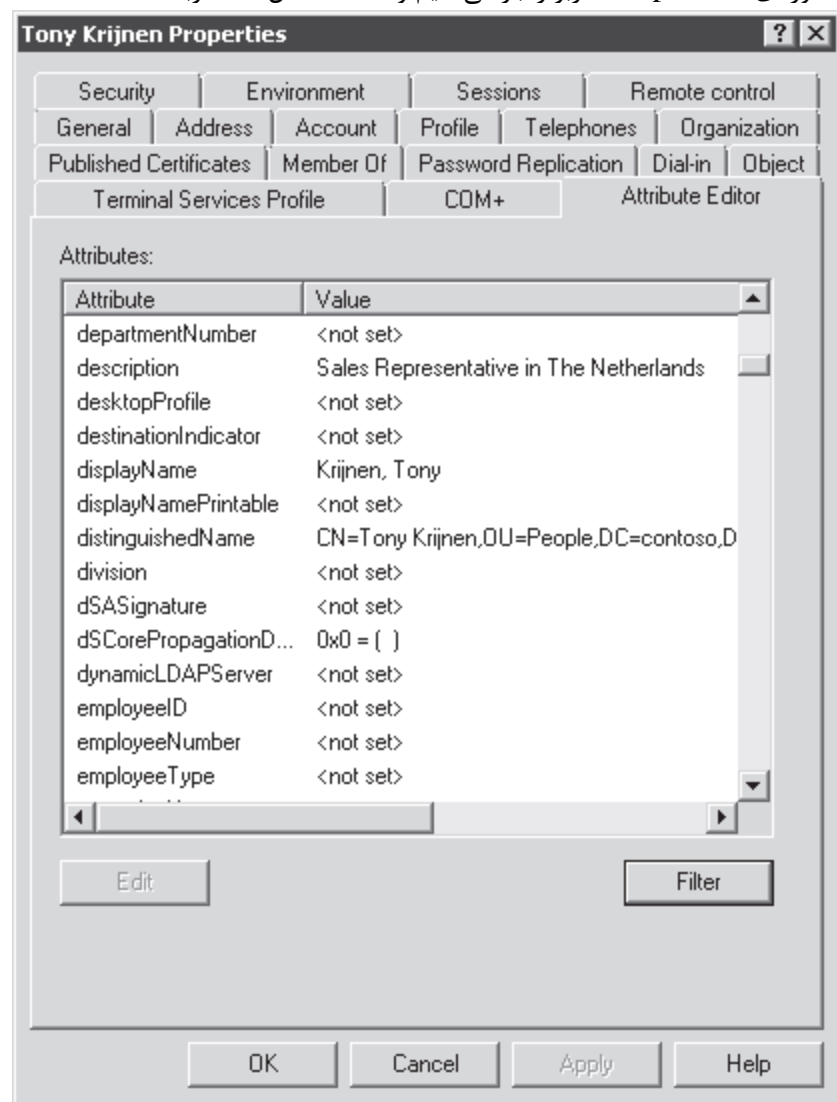 Tony Krijnen Properties
Security Environment Sessions Remote control
General Address Account Profile Telephones Organization
Published Certificates Member Of Password Replication Dial-in Object
Terminal Services Profile COM+ Attribute Editor
Attributes:
Attribute Value
departmentNumber <not set>
description Sales Representative in The Netherlands
desktopProfile <not set>
destinationIndicator <not set>
displayName Krijnen, Tony
displayNamePrintable <not set>
distinguishedName CN=Tony Krijnen,OU=People,DC=contoso,D
division <not set>
dSASignature <not set>
dSCorePropagationD... 0x0 = ( )
dynamicLDAPServer <not set>
employeeID <not set>
employeeNumber <not set>
employeeType <not set>
Edit Filter
OK Cancel Apply Help